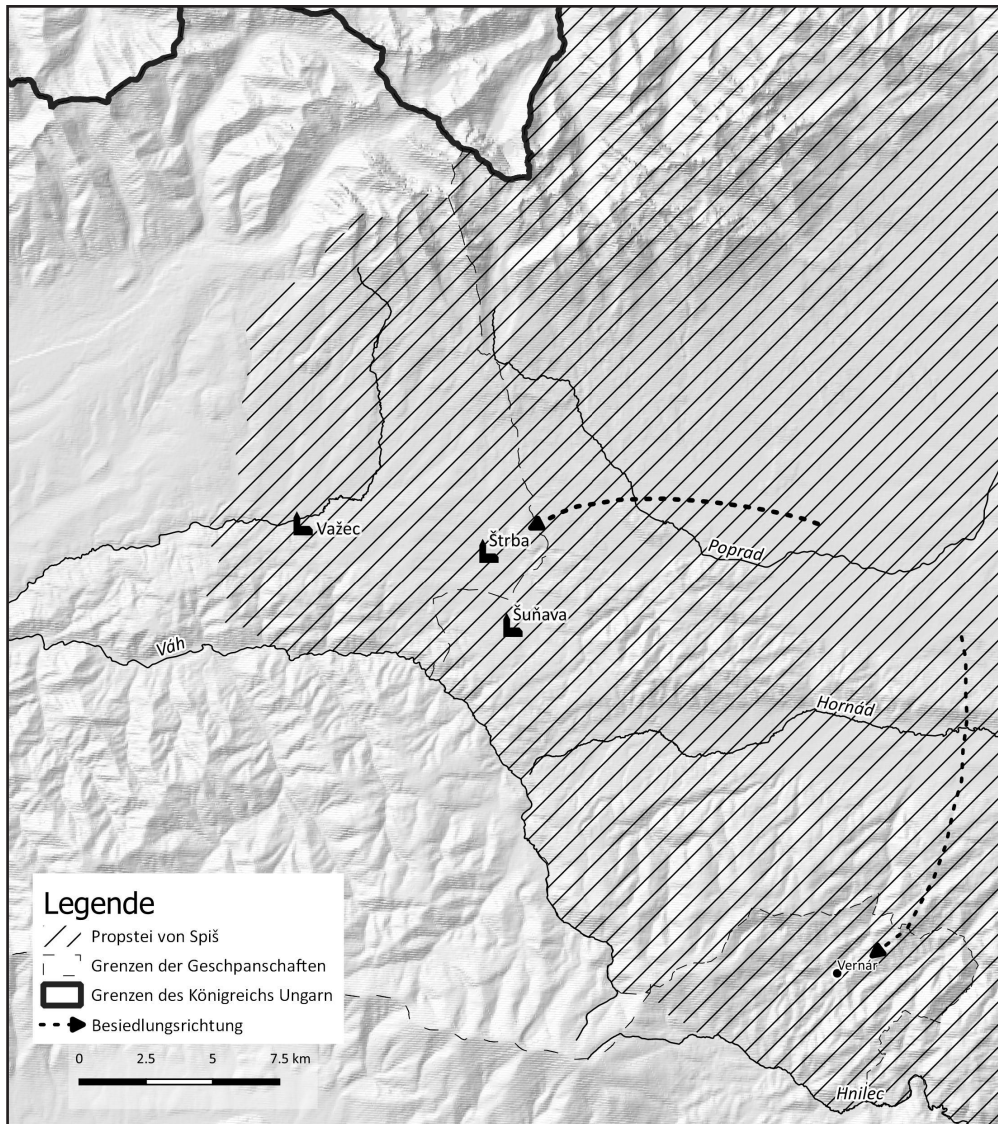 Važec
Štrba
Poprad
Šuňava
Váh
Hornád
Vernár
Hnilec
Legende
Propstei von Spiš
Grenzen der Geschpanschaften
Grenzen des Königreichs Ungarn
Besiedlungsrichtung
0 2.5 5 7.5 km